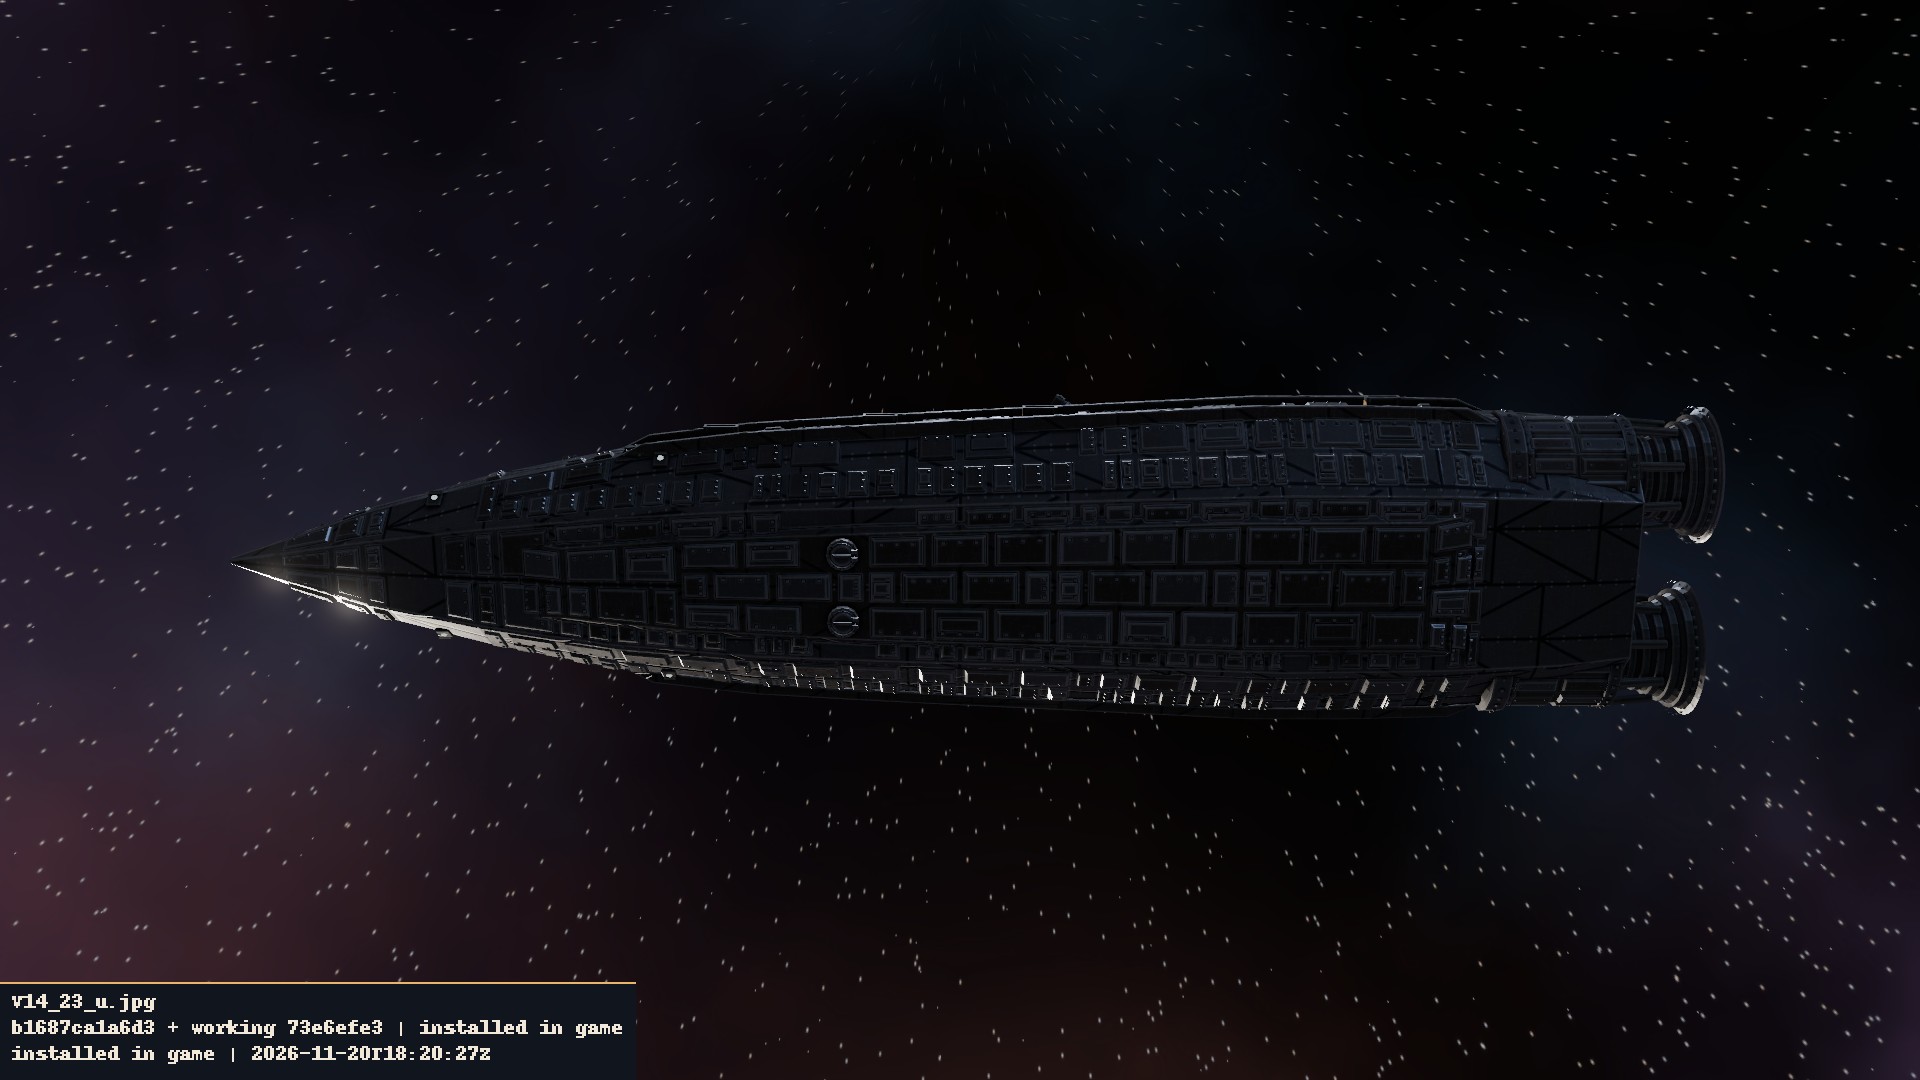 v14_23_u.jpg
b1687ca1a6d3 + working 73e6efe3 | installed in game
installed in game | 2026-11-20T18:20:27Z